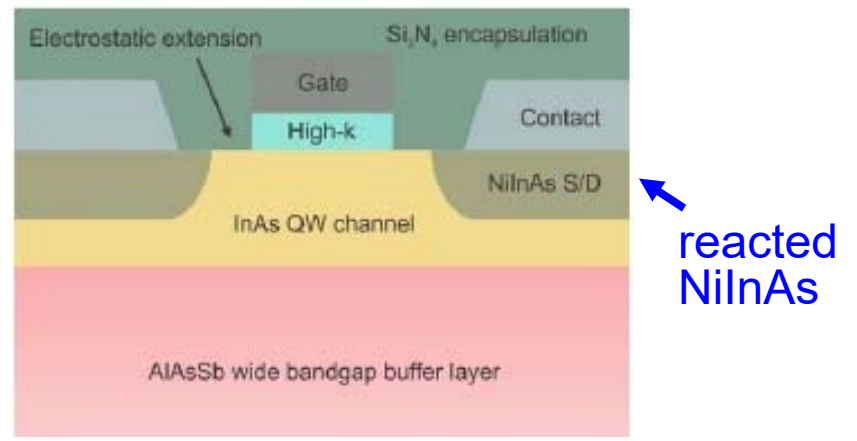 Electrostatic extension
Si₃N₄ encapsulation
Gate
High-k
Contact
NiInAs S/D
InAs QW channel
AlAsSb wide bandgap buffer layer
reacted
NiInAs